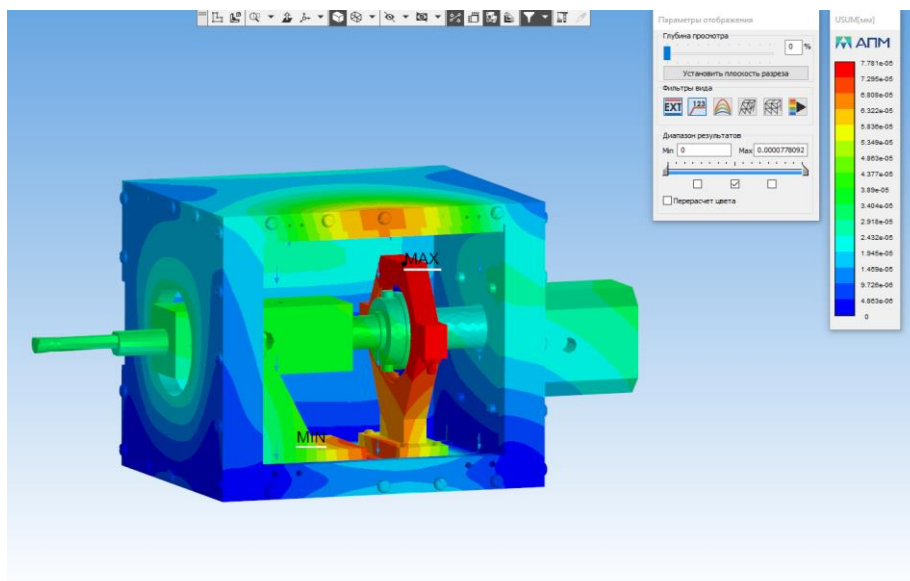 Параметры отображения
Глубина просмотра
0 %
Установить плоскость разреза
Фильтры вида
EXT 123
Диапазон результатов
Min 0 Max 0.0000778092
Перерасчет цвета
USUM[мм]
АПМ
7.781e-05
7.295e-05
6.808e-05
6.322e-05
5.836e-05
5.349e-05
4.863e-05
4.377e-05
3.89e-05
3.404e-05
2.918e-05
2.432e-05
1.945e-05
1.459e-05
9.726e-06
4.863e-06
0
MAX
MIN